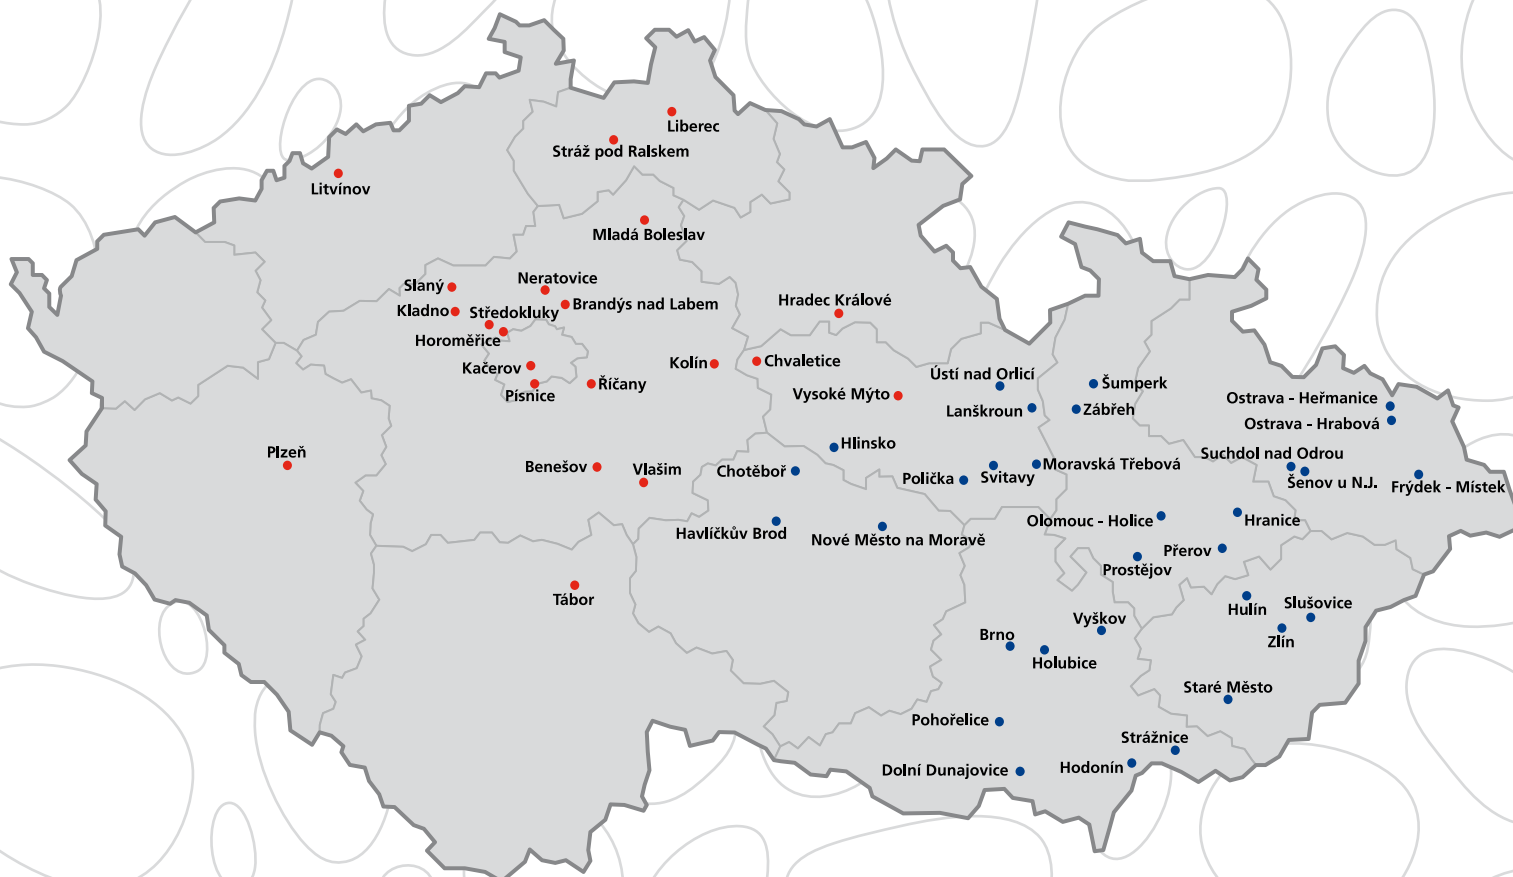 Liberec
Stráž pod Ralskem
Litvínov
Mladá Boleslav
Neratovice
Slaný
Brandýs nad Labem
Hradec Králové
Kladno
Středokluky
Horoměřice
Kačerov
Kolín
Chvaletice
Ústí nad Orlicí
Písnice
Říčany
Šumperk
Vysoké Mýto
Ostrava - Heřmanice
Lanškroun
Zábřeh
Ostrava - Hrabová
Hlinsko
Plzeň
Suchdol nad Odrou
Benešov
Vlašim
Chotěboř
Moravská Třebová
Polička
Svitavy
Šenov u N.J.
Frýdek - Místek
Olomouc - Holice
Hranice
Havlíčkův Brod
Nové Město na Moravě
Přerov
Prostějov
Tábor
Hulín
Slušovice
Vyškov
Brno
Zlín
Holubice
Staré Město
Pohořelice
Strážnice
Dolní Dunajovice
Hodonín